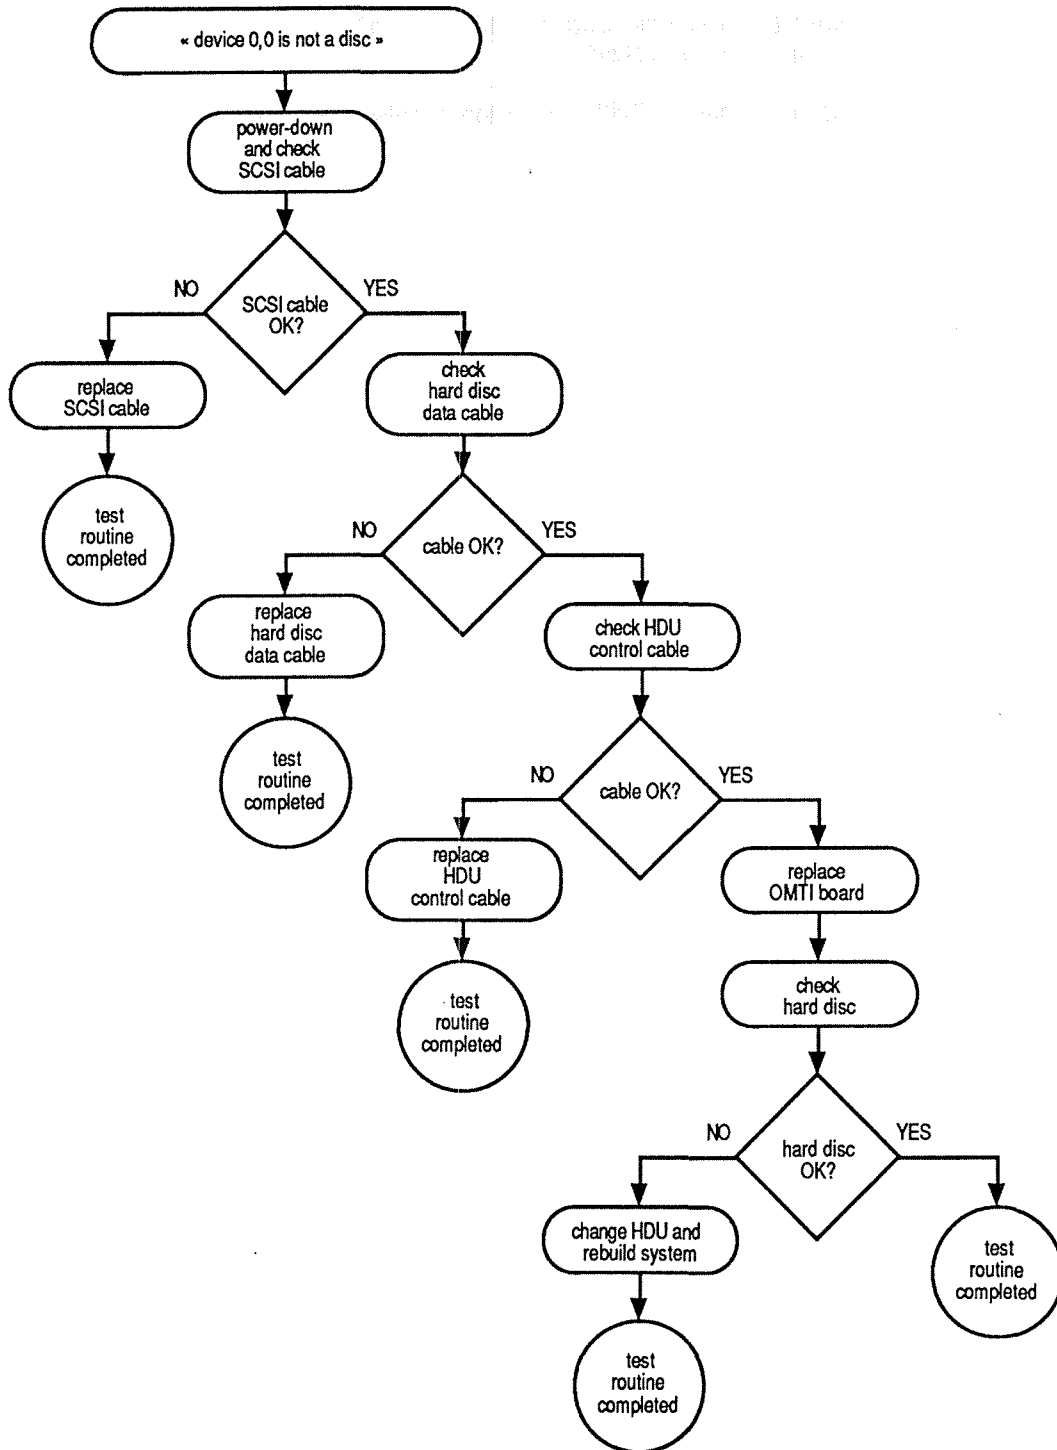 « device 0,0 is not a disc »
power-down
and check
SCSI cable
SCSI cable
OK?
NO
YES
replace
SCSI cable
test
routine
completed
check
hard disc
data cable
cable OK?
NO
YES
replace
hard disc
data cable
test
routine
completed
check HDU
control cable
cable OK?
NO
YES
replace
HDU
control cable
test
routine
completed
replace
OMTI board
check
hard disc
hard disc
OK?
NO
YES
change HDU and
rebuild system
test
routine
completed
test
routine
completed